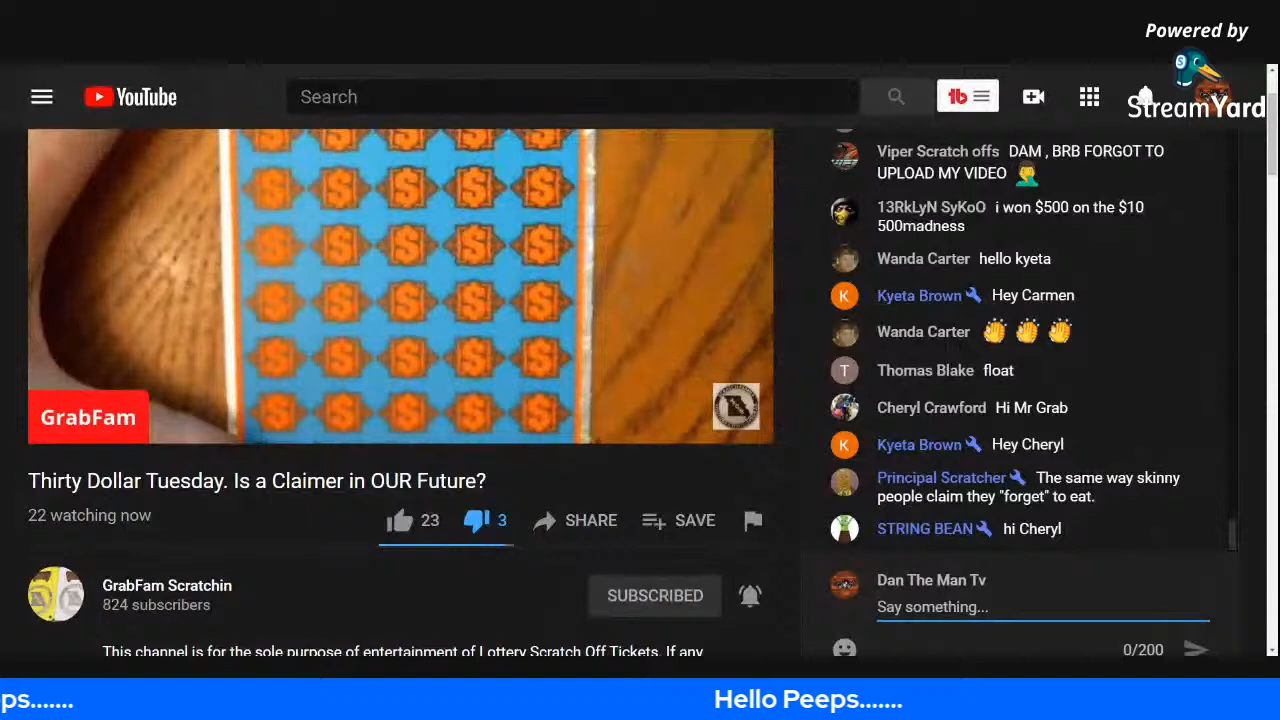 Powered by
StreamYard
YouTube
Search
GrabFam
Thirty Dollar Tuesday. Is a Claimer in OUR Future?
22 watching now
23
3
SHARE
SAVE
GrabFam Scratchin
824 subscribers
SUBSCRIBED
This channel is for the sole purpose of entertainment of Lottery Scratch Off Tickets. If any
Viper Scratch offs DAM , BRB FORGOT TO
UPLOAD MY VIDEO
13RkLyN SyKoO i won $500 on the $10
500madness
Wanda Carter hello kyeta
K Kyeta Brown Hey Carmen
Wanda Carter
T Thomas Blake float
Cheryl Crawford Hi Mr Grab
K Kyeta Brown Hey Cheryl
Principal Scratcher The same way skinny
people claim they "forget" to eat.
STRING BEAN hi Cheryl
Dan The Man Tv
Say something...
0/200
ps.......
Hello Peeps.......